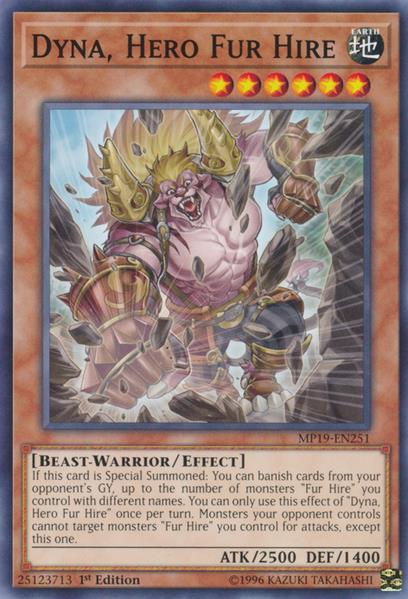 DYNA, HERO FUR HIRE
EARTH
地
MP19-EN251
[BEAST-WARRIOR/EFFECT]
If this card is Special Summoned: You can banish cards from your
opponent's GY, up to the number of monsters "Fur Hire" you
control with different names. You can only use this effect of "Dyna,
Hero Fur Hire" once per turn. Monsters your opponent controls
cannot target monsters "Fur Hire" you control for attacks, except
this one.
ATK/2500 DEF/1400
25123713 1st Edition ©1996 KAZUKI TAKAHASHI